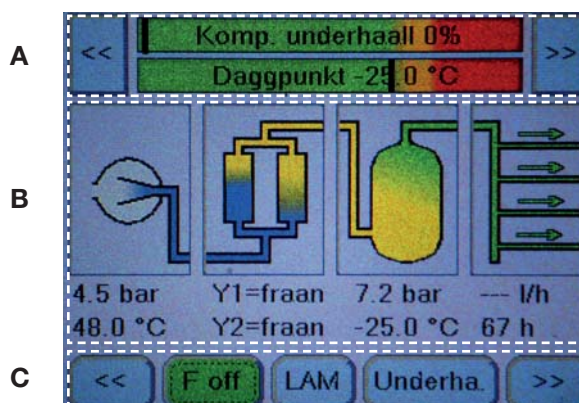 A
<< Komp. underhaall 0% >>
Daggpunkt -25.0 °C
B
4.5 bar Y1=fraan 7.2 bar --- l/h
48.0 °C Y2=fraan -25.0 °C 67 h
C
<< F off LAM Underha. >>